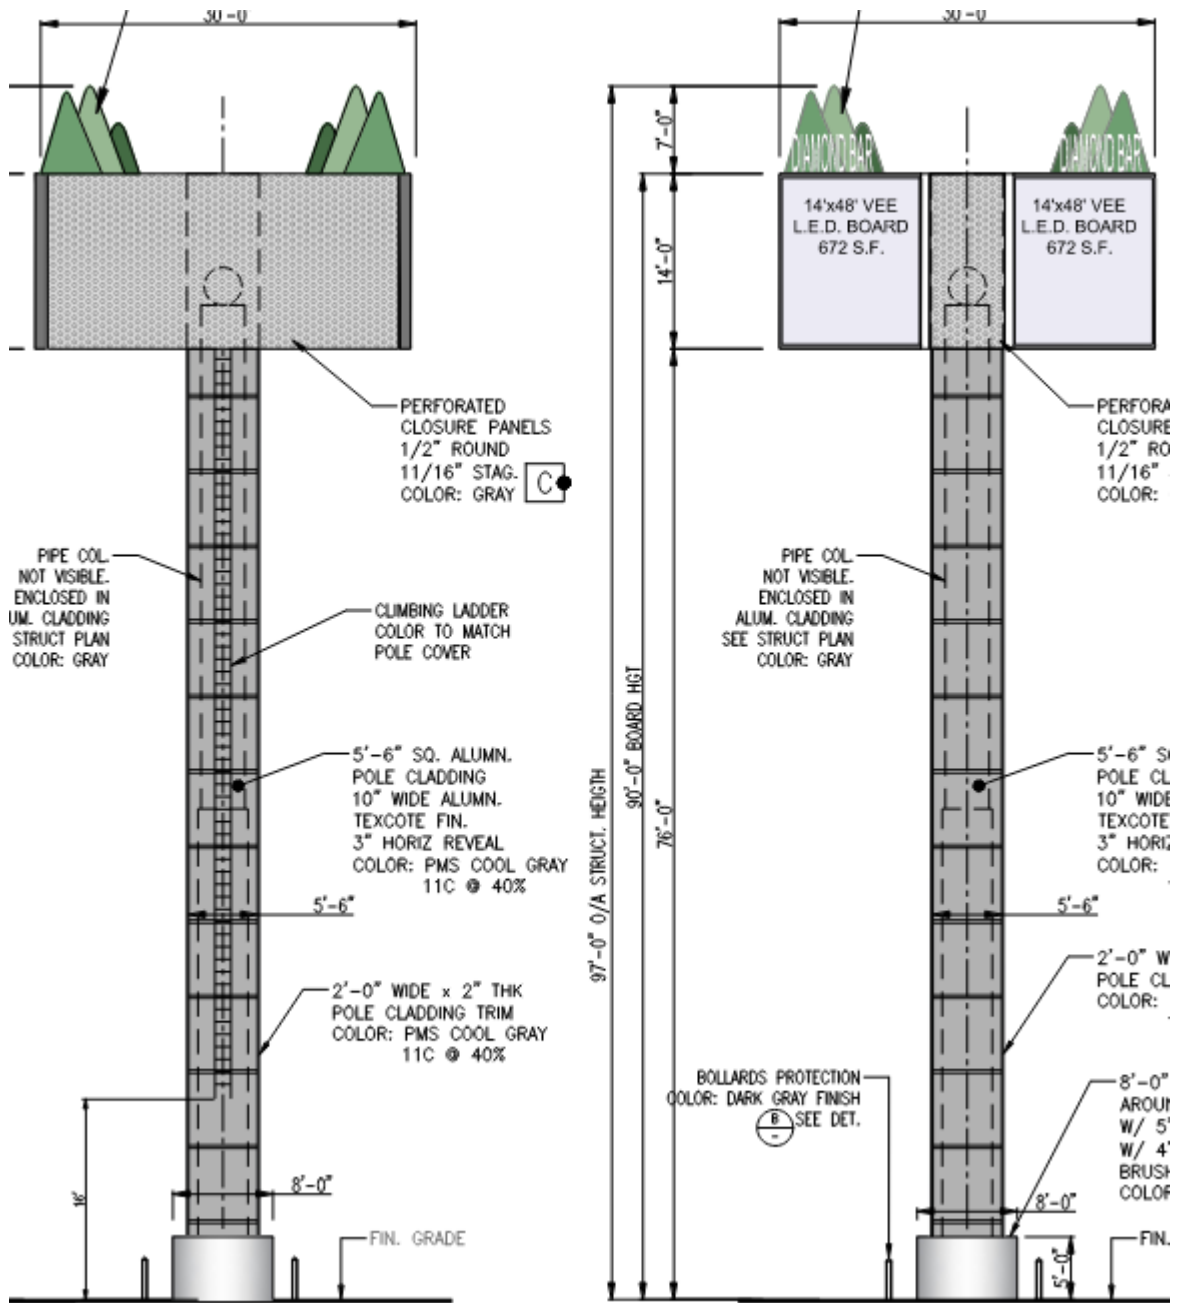 30'-0"
30'-0"
DIAMOND BAR
DIAMOND BAR
7'-0"
14'x48' VEE
L.E.D. BOARD
672 S.F.
14'x48' VEE
L.E.D. BOARD
672 S.F.
14'-0"
PERFORATED
CLOSURE PANELS
1/2" ROUND
11/16" STAG.
COLOR: GRAY
C
PERFORA
CLOSURE
1/2" RO
11/16"
COLOR:
PIPE COL.
NOT VISIBLE.
ENCLOSED IN
UM. CLADDING
STRUCT PLAN
COLOR: GRAY
CLIMBING LADDER
COLOR TO MATCH
POLE COVER
PIPE COL.
NOT VISIBLE.
ENCLOSED IN
ALUM. CLADDING
SEE STRUCT PLAN
COLOR: GRAY
97'-0" O/A STRUCT. HEIGTH
90'-0" BOARD HGT
76'-0"
5'-6" SQ. ALUMN.
POLE CLADDING
10" WIDE ALUMN.
TEXCOTE FIN.
3" HORIZ REVEAL
COLOR: PMS COOL GRAY
11C @ 40%
5'-6" S
POLE CL
10" WIDE
TEXCOTE
3" HORIZ
COLOR:
5'-6"
5'-6"
2'-0" WIDE x 2" THK
POLE CLADDING TRIM
COLOR: PMS COOL GRAY
11C @ 40%
2'-0" W
POLE CL
COLOR:
BOLLARDS PROTECTION
COLOR: DARK GRAY FINISH
SEE DET.
B
-
8'-0"
AROUN
W/ 5'
W/ 4'
BRUSH
COLOR
16'
8'-0"
8'-0"
FIN. GRADE
5'-0"
FIN.